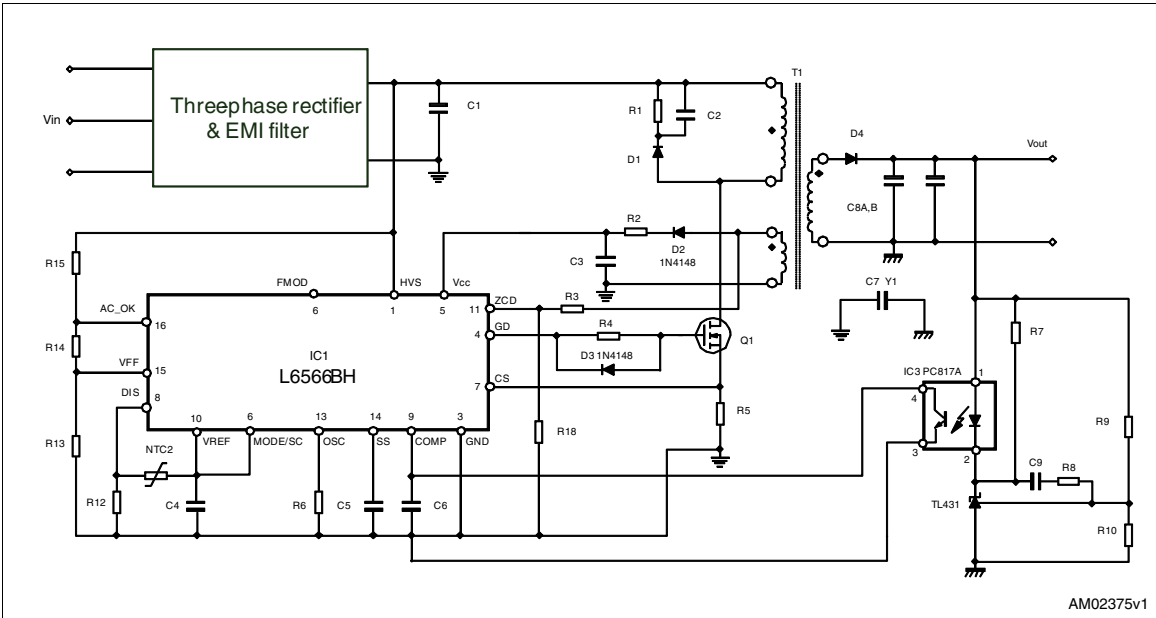 T1
Threephase rectifier
& EMI filter
Vin
C1
R1
C2
D1
D4
Vout
C8A,B
R2
D2
1N4148
C3
C7 Y1
R15
FMOD
HVS
Vcc
ZCD
R3
6
1
5
11
AC_OK
16
GD
4
R4
Q1
R7
R14
IC1
L6566BH
D3 1N4148
VFF
15
CS
7
IC3 PC817A
1
4
DIS
8
R5
R9
10
6
13
14
9
3
R13
VREF
MODE/SC
OSC
SS
COMP
GND
R18
3
2
NTC2
C9
R8
R12
C4
R6
C5
C6
TL431
R10
AM02375v1